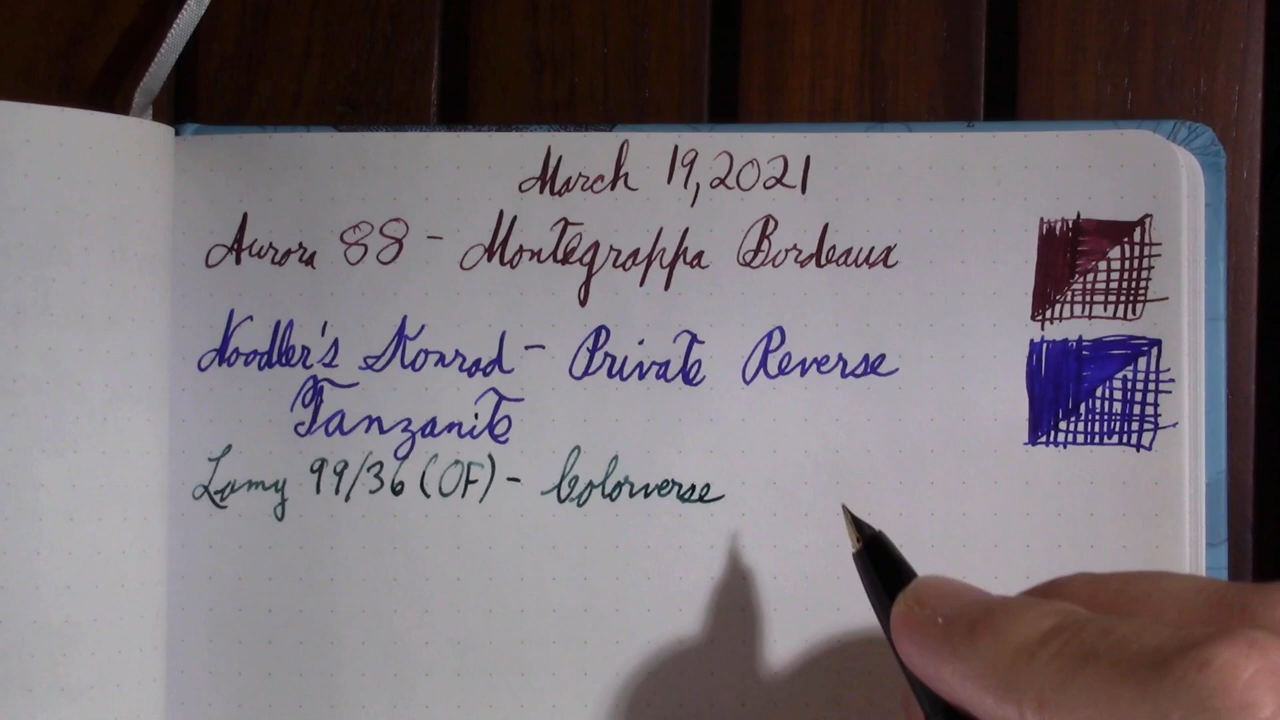 March 19, 2021
Aurora 88 - Montegrappa Bordeaux
Noodler's Konrad - Private Reverse
Tanzanite
Lamy 99/36 (OF) - Colorverse